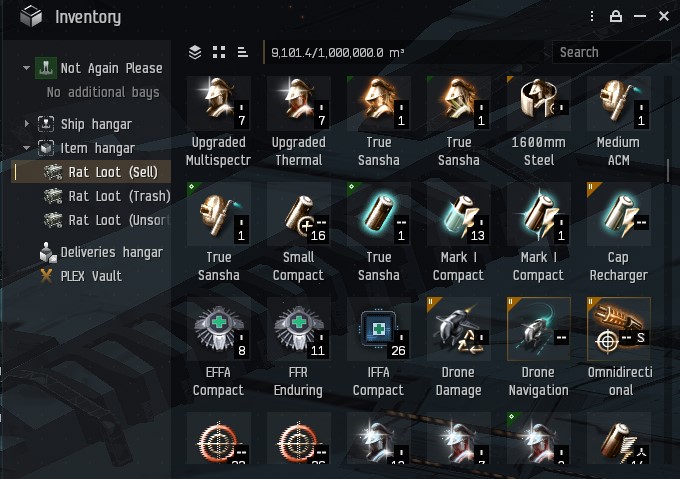 Inventory
Not Again Please
No additional bays
Ship hangar
Item hangar
Rat Loot (Sell)
Rat Loot (Trash)
Rat Loot (Unsor
Deliveries hangar
PLEX Vault
9,101.4/1,000,000.0 m³
Search
7
7
1
1
1
1
Upgraded
Multispectr
Upgraded
Thermal
True
Sansha
True
Sansha
1600mm
Steel
Medium
ACM
1
16
1
13
1
--
True
Sansha
Small
Compact
True
Sansha
Mark I
Compact
Mark I
Compact
Cap
Recharger
8
11
26
--
-- S
EFFA
Compact
FFR
Enduring
IFFA
Compact
Drone
Damage
Drone
Navigation
Omnidirecti
onal